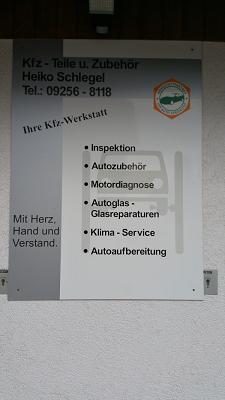 Kfz - Teile u. Zubehör
Heiko Schlegel
Tel.: 09256 - 8118
Ihre Kfz-Werkstatt
• Inspektion
• Autozubehör
• Motordiagnose
• Autoglas -
Glasreparaturen
• Klima - Service
• Autoaufbereitung
Mit Herz,
Hand und
Verstand.